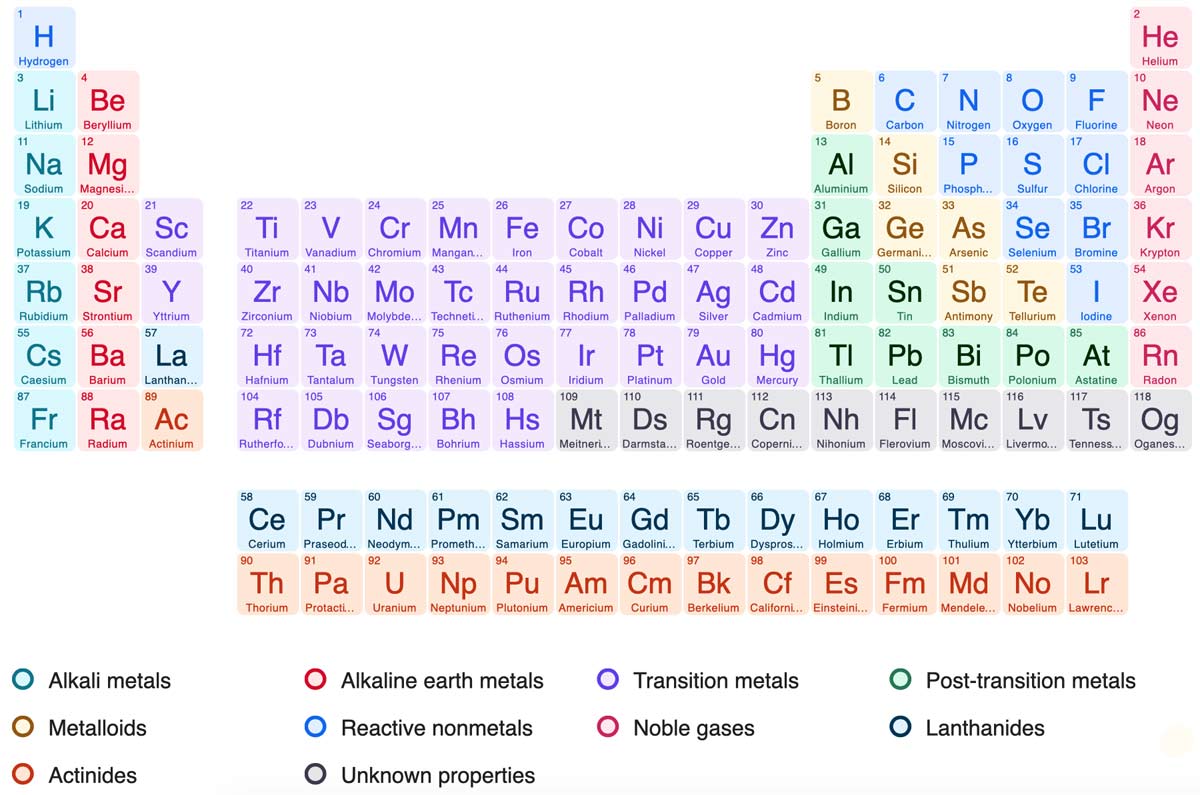 1 2
H He
Hydrogen Helium
3 4 5 6 7 8 9 10
Li Be B C N O F Ne
Lithium Beryllium Boron Carbon Nitrogen Oxygen Fluorine Neon
11 12 13 14 15 16 17 18
Na Mg Al Si P S Cl Ar
Sodium Magnesi... Aluminium Silicon Phosph... Sulfur Chlorine Argon
19 20 21 22 23 24 25 26 27 28 29 30 31 32 33 34 35 36
K Ca Sc Ti V Cr Mn Fe Co Ni Cu Zn Ga Ge As Se Br Kr
Potassium Calcium Scandium Titanium Vanadium Chromium Mangan... Iron Cobalt Nickel Copper Zinc Gallium Germani... Arsenic Selenium Bromine Krypton
37 38 39 40 41 42 43 44 45 46 47 48 49 50 51 52 53 54
Rb Sr Y Zr Nb Mo Tc Ru Rh Pd Ag Cd In Sn Sb Te I Xe
Rubidium Strontium Yttrium Zirconium Niobium Molybde... Techneti... Ruthenium Rhodium Palladium Silver Cadmium Indium Tin Antimony Tellurium Iodine Xenon
55 56 57 72 73 74 75 76 77 78 79 80 81 82 83 84 85 86
Cs Ba La Hf Ta W Re Os Ir Pt Au Hg Tl Pb Bi Po At Rn
Caesium Barium Lanthan... Hafnium Tantalum Tungsten Rhenium Osmium Iridium Platinum Gold Mercury Thallium Lead Bismuth Polonium Astatine Radon
87 88 89 104 105 106 107 108 109 110 111 112 113 114 115 116 117 118
Fr Ra Ac Rf Db Sg Bh Hs Mt Ds Rg Cn Nh Fl Mc Lv Ts Og
Francium Radium Actinium Rutherfo... Dubnium Seaborg... Bohrium Hassium Meitneri... Darmsta... Roentge... Coperni... Nihonium Flerovium Moscovi... Livermo... Tenness... Oganes...
58 59 60 61 62 63 64 65 66 67 68 69 70 71
Ce Pr Nd Pm Sm Eu Gd Tb Dy Ho Er Tm Yb Lu
Cerium Praseod... Neodym... Prometh... Samarium Europium Gadolini... Terbium Dyspros... Holmium Erbium Thulium Ytterbium Lutetium
90 91 92 93 94 95 96 97 98 99 100 101 102 103
Th Pa U Np Pu Am Cm Bk Cf Es Fm Md No Lr
Thorium Protacti... Uranium Neptunium Plutonium Americium Curium Berkelium Californi... Einsteini... Fermium Mendele... Nobelium Lawrenc...
Alkali metals Alkaline earth metals Transition metals Post-transition metals
Metalloids Reactive nonmetals Noble gases Lanthanides
Actinides Unknown properties